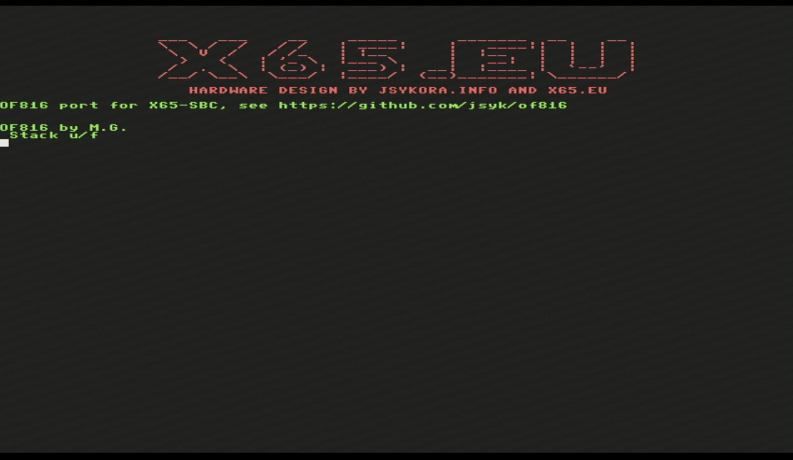 X65.EU
HARDWARE DESIGN BY JSYKORA.INFO AND X65.EU
OF816 port for X65-SBC, see https://github.com/jsyk/of816
OF816 by M.G.
Stack u/f